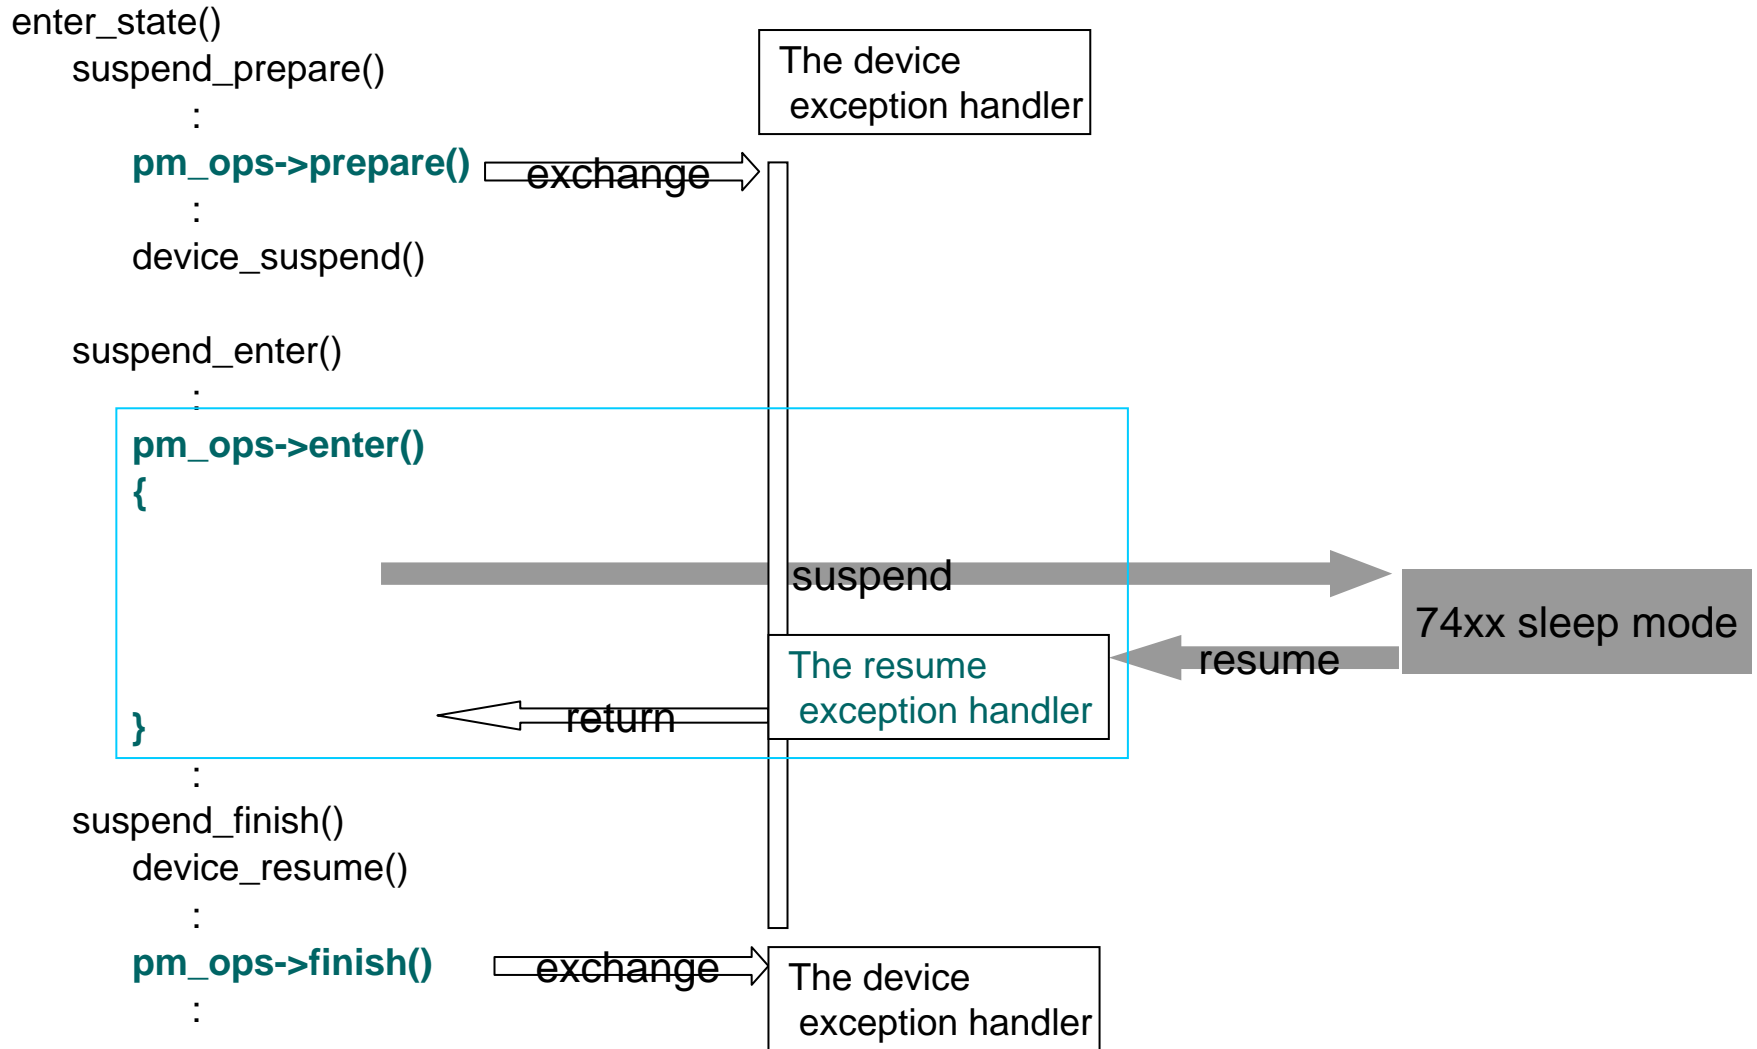 enter_state()
suspend_prepare()
:
pm_ops->prepare()
:
device_suspend()
suspend_enter()
:
pm_ops->enter()
{
}
:
suspend_finish()
device_resume()
:
pm_ops->finish()
:
The device
exception handler
exchange
suspend
74xx sleep mode
resume
The resume
exception handler
return
exchange
The device
exception handler